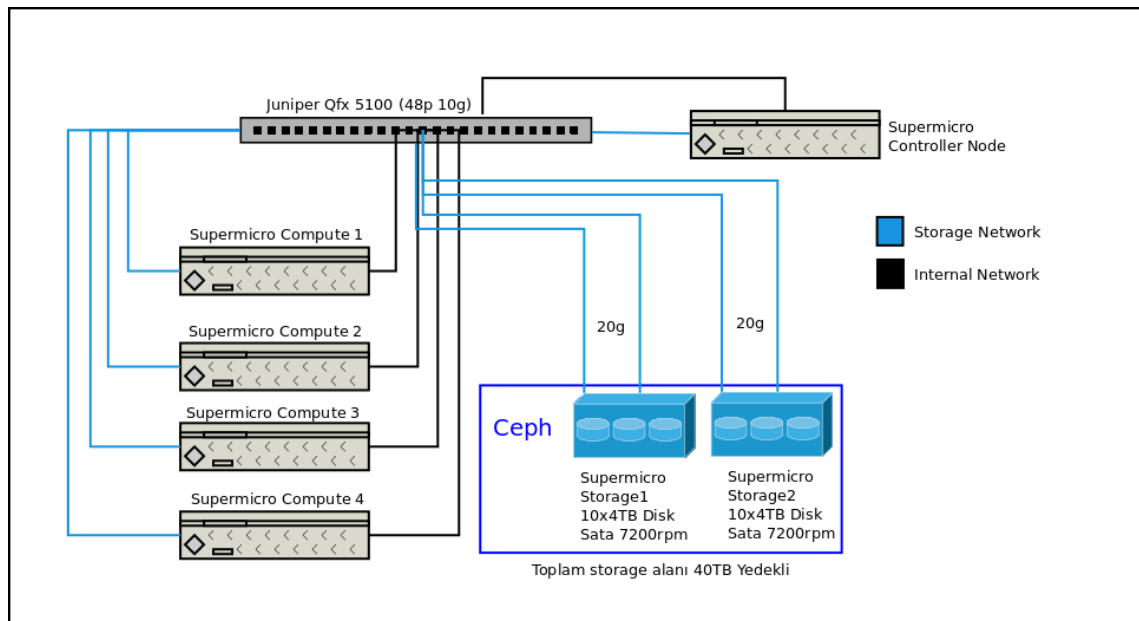 Juniper Qfx 5100 (48p 10g)
Supermicro
Controller Node
Storage Network
Internal Network
Supermicro Compute 1
Supermicro Compute 2
Supermicro Compute 3
Supermicro Compute 4
20g
20g
Ceph
Supermicro
Storage1
10x4TB Disk
Sata 7200rpm
Supermicro
Storage2
10x4TB Disk
Sata 7200rpm
Toplam storage alanı 40TB Yedekli